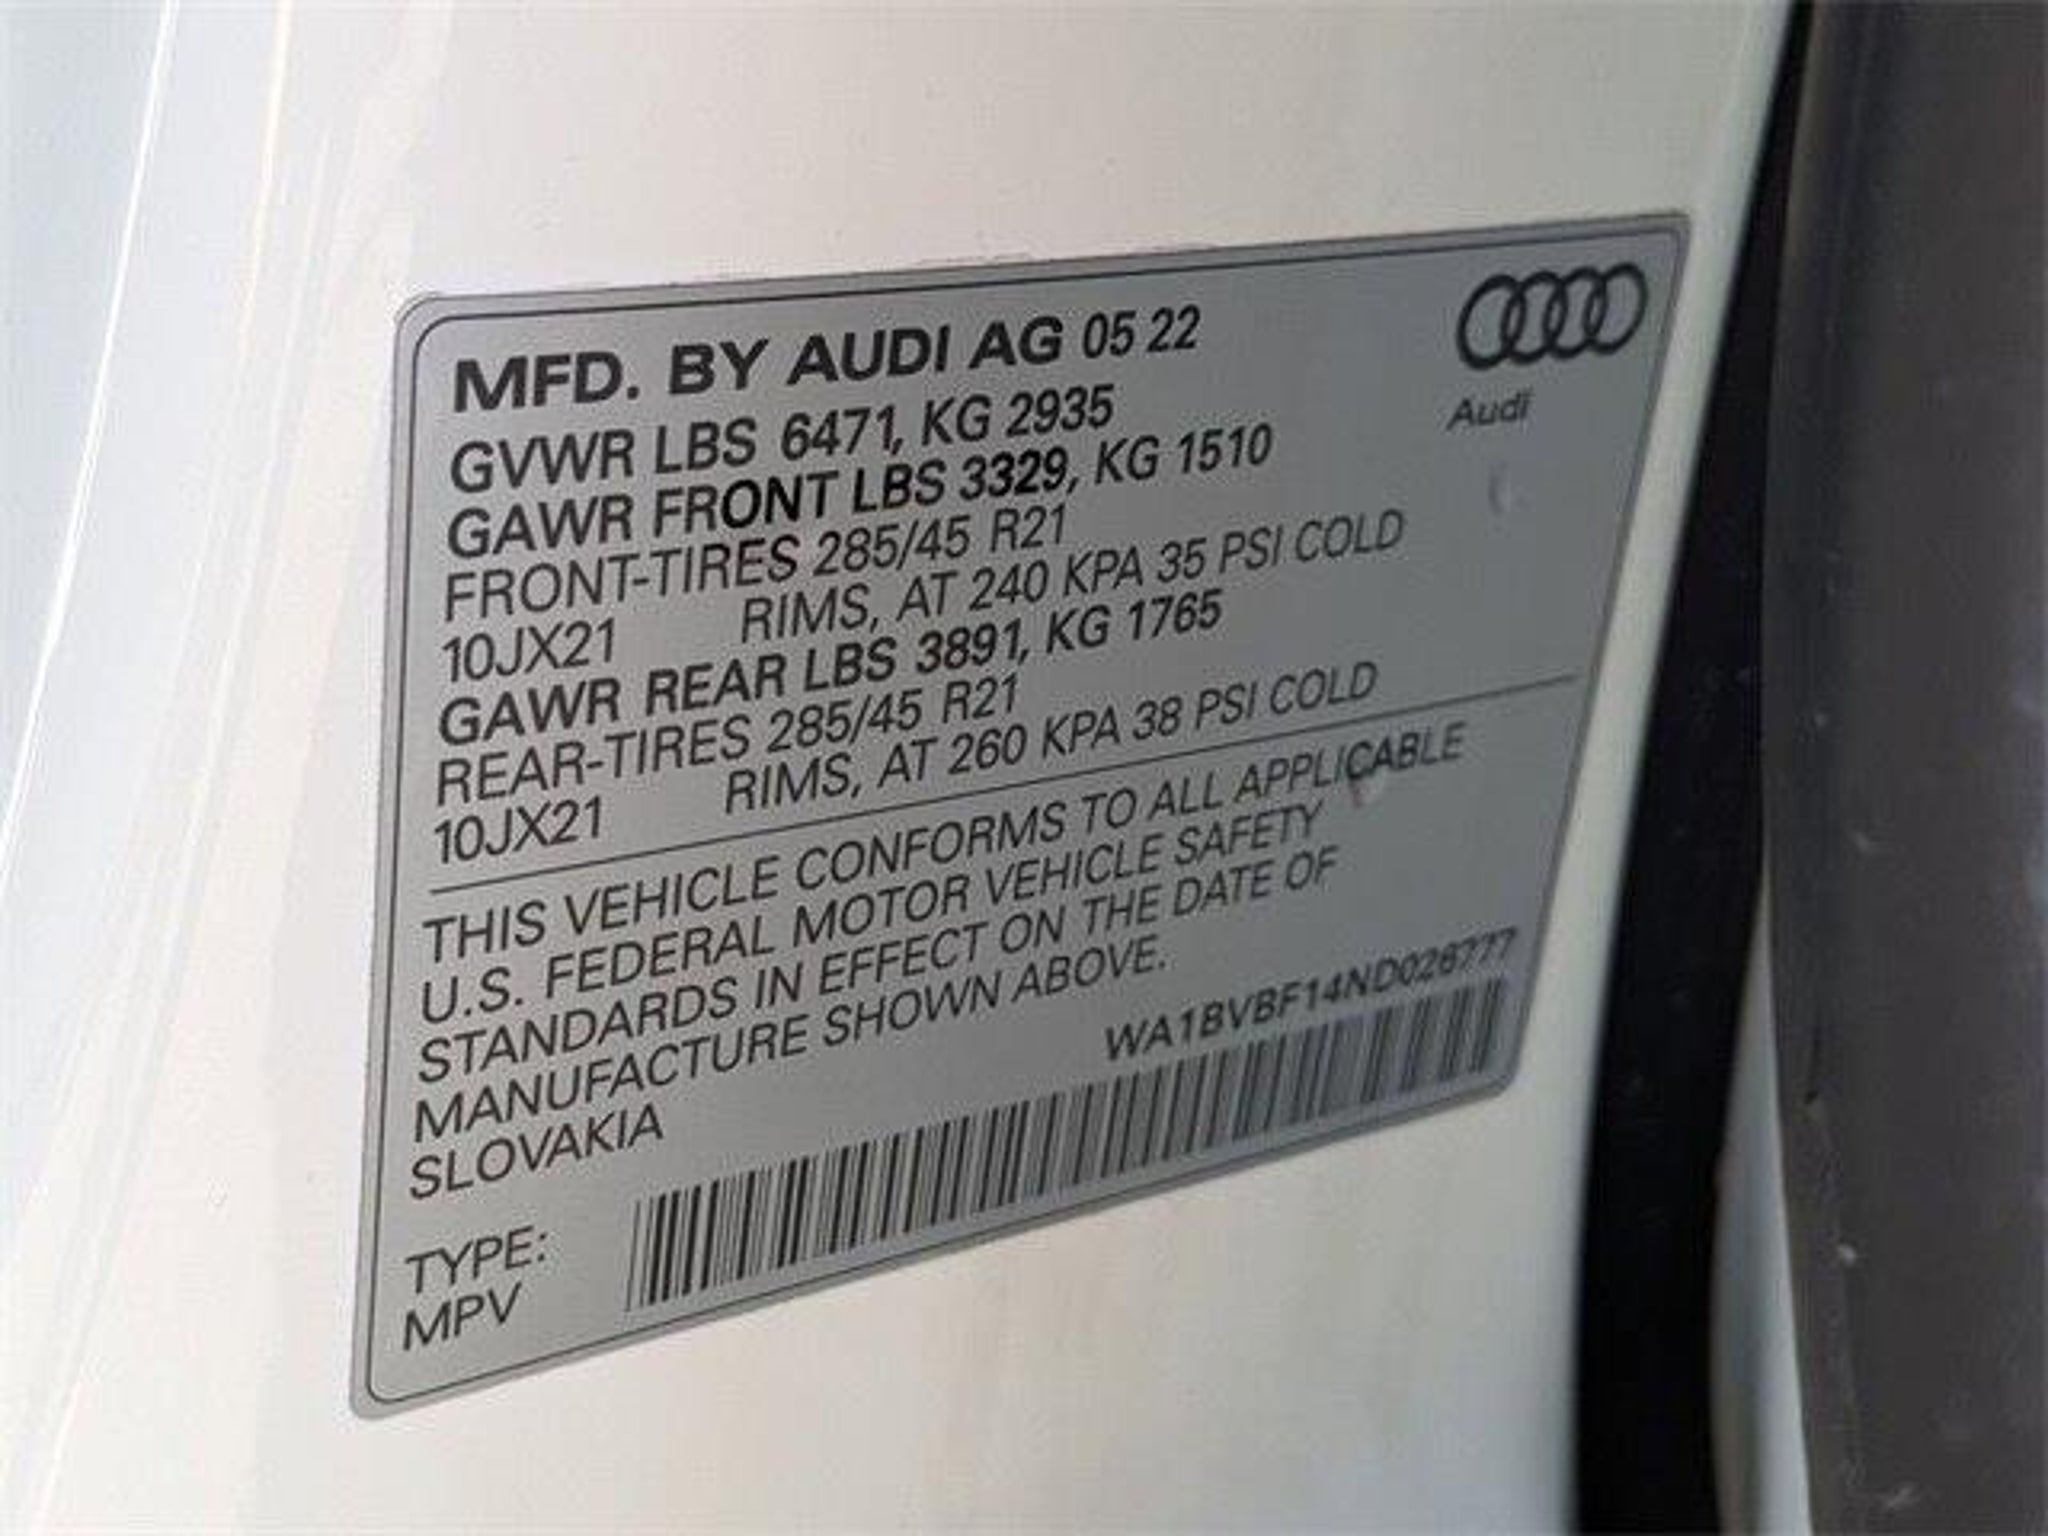 MFD. BY AUDI AG 05 22
GVWR LBS 6471, KG 2935
GAWR FRONT LBS 3329, KG 1510
FRONT-TIRES 285/45 R21
10JX21 RIMS, AT 240 KPA 35 PSI COLD
GAWR REAR LBS 3891, KG 1765
REAR-TIRES 285/45 R21
10JX21 RIMS, AT 260 KPA 38 PSI COLD
Audi
THIS VEHICLE CONFORMS TO ALL APPLICABLE
U.S. FEDERAL MOTOR VEHICLE SAFETY
STANDARDS IN EFFECT ON THE DATE OF
MANUFACTURE SHOWN ABOVE.
SLOVAKIA
WA1BVBF14ND026777
TYPE:
MPV